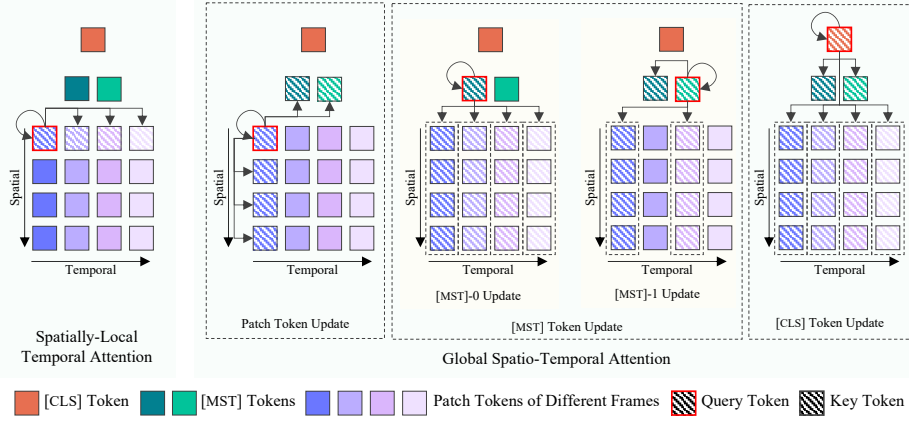 Spatial
Temporal
Spatially-Local
Temporal Attention
Spatial
Temporal
Patch Token Update
Spatial
Temporal
[MST]-0 Update
Spatial
Temporal
[MST]-1 Update
[MST] Token Update
Spatial
Temporal
[CLS] Token Update
Global Spatio-Temporal Attention
[CLS] Token
[MST] Tokens
Patch Tokens of Different Frames
Query Token
Key Token